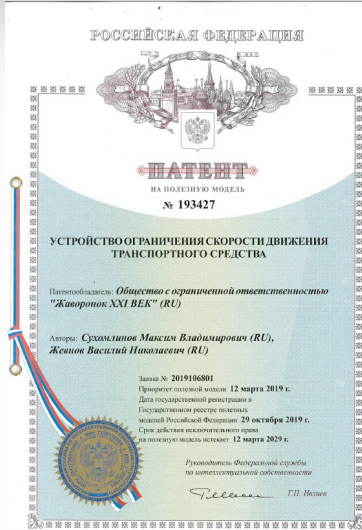 РОССИЙСКАЯ ФЕДЕРАЦИЯ
ПАТЕНТ
НА ПОЛЕЗНУЮ МОДЕЛЬ
№ 193427
УСТРОЙСТВО ОГРАНИЧЕНИЯ СКОРОСТИ ДВИЖЕНИЯ
ТРАНСПОРТНОГО СРЕДСТВА
Патентообладатель: Общество с ограниченной ответственностью
"Жаворонок XXI ВЕК" (RU)
Авторы: Сухомлинов Максим Владимирович (RU),
Жевнов Василий Николаевич (RU)
Заявка № 2019106801
Приоритет полезной модели 12 марта 2019 г.
Дата государственной регистрации в
Государственном реестре полезных
моделей Российской Федерации 29 октября 2019 г.
Срок действия исключительного права
на полезную модель истекает 12 марта 2029 г.
Руководитель Федеральной службы
по интеллектуальной собственности
Г.П. Ивлиев